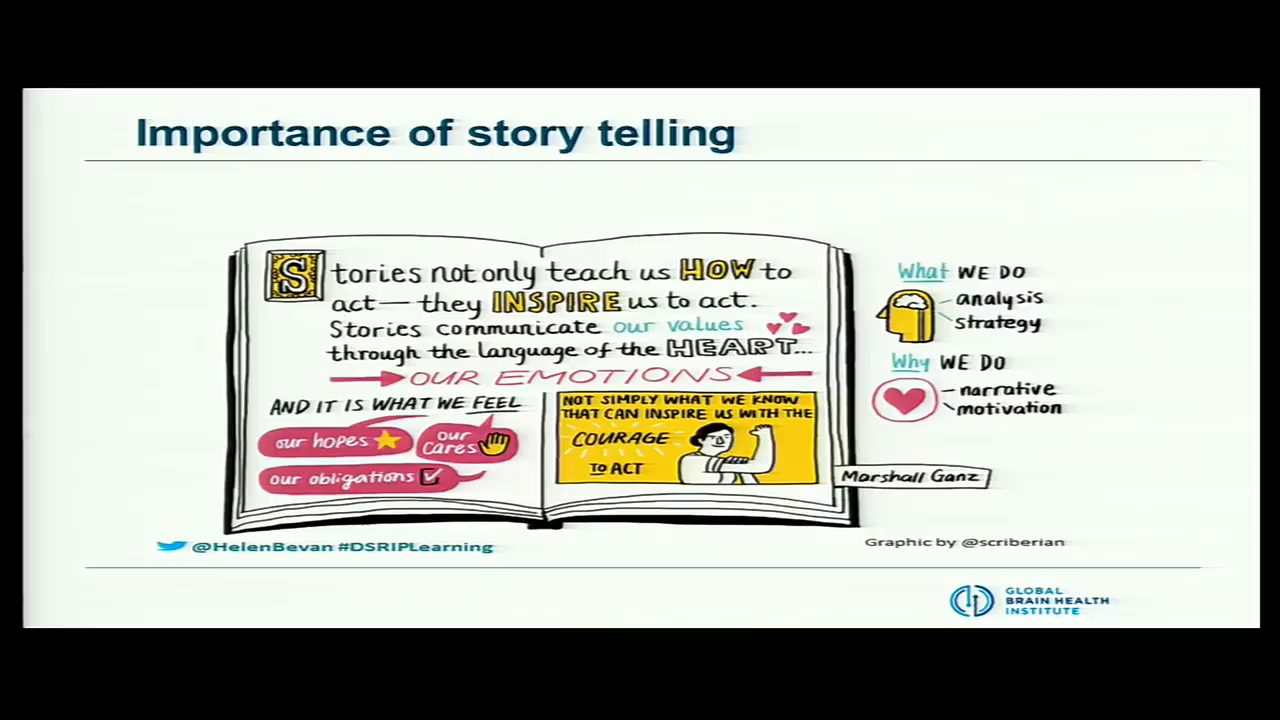 Importance of story telling
Stories not only teach us HOW to
act — they INSPIRE us to act.
Stories communicate our values
through the language of the HEART...
OUR EMOTIONS
AND IT IS WHAT WE FEEL
our hopes
our
cares
our obligations
NOT SIMPLY WHAT WE KNOW
THAT CAN INSPIRE US WITH THE
COURAGE
TO ACT
What WE DO
analysis
strategy
Why WE DO
narrative
motivation
Marshall Ganz
@HelenBevan #DSRIPLearning
Graphic by @scriberian
GLOBAL
BRAIN HEALTH
INSTITUTE